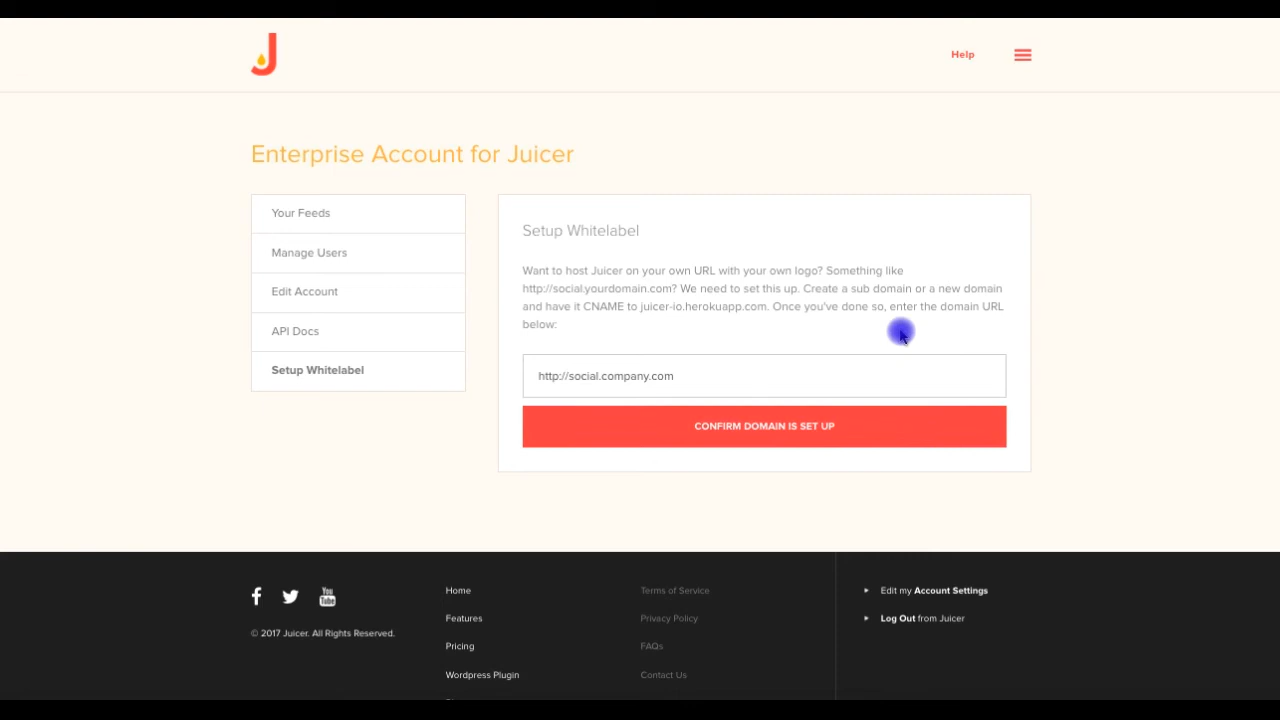 Help
Enterprise Account for Juicer
Your Feeds
Manage Users
Edit Account
API Docs
Setup Whitelabel
Setup Whitelabel
Want to host Juicer on your own URL with your own logo? Something like
http://social.yourdomain.com? We need to set this up. Create a sub domain or a new domain
and have it CNAME to juicer-io.herokuapp.com. Once you've done so, enter the domain URL
below:
http://social.company.com
CONFIRM DOMAIN IS SET UP
You
Tube
© 2017 Juicer. All Rights Reserved.
Home
Features
Pricing
Wordpress Plugin
Terms of Service
Privacy Policy
FAQs
Contact Us
Edit my Account Settings
Log Out from Juicer